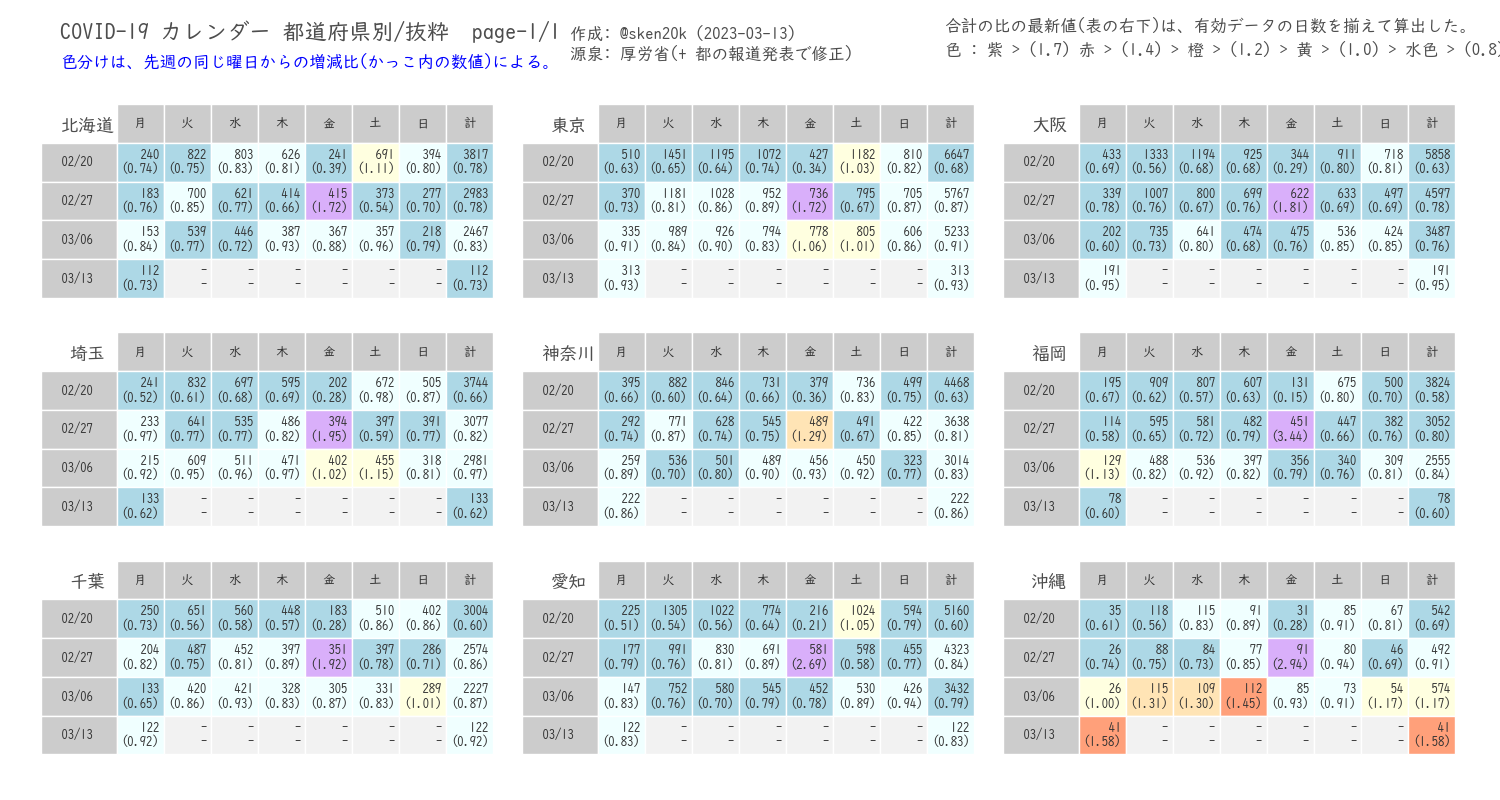 COVID-19 カレンダー 都道府県別/抜粋 page-1/1
作成: @sken20k (2023-03-13)
源泉: 厚労省(+ 都の報道発表で修正)
色分けは、先週の同じ曜日からの増減比(かっこ内の数値)による。
合計の比の最新値(表の右下)は、有効データの日数を揃えて算出した。
色 : 紫 > (1.7) 赤 > (1.4) > 橙 > (1.2) > 黄 > (1.0) > 水色 > (0.8)
北海道 月 火 水 木 金 土 日 計
02/20 240 822 803 626 241 691 394 3817
(0.74) (0.75) (0.83) (0.81) (0.39) (1.11) (0.80) (0.78)
02/27 183 700 621 414 415 373 277 2983
(0.76) (0.85) (0.77) (0.66) (1.72) (0.54) (0.70) (0.78)
03/06 153 539 446 387 367 357 218 2467
(0.84) (0.77) (0.72) (0.93) (0.88) (0.96) (0.79) (0.83)
03/13 112 - - - - - - 112
(0.73) - - - - - - (0.73)
東京 月 火 水 木 金 土 日 計
02/20 510 1451 1195 1072 427 1182 810 6647
(0.63) (0.65) (0.64) (0.74) (0.34) (1.03) (0.82) (0.68)
02/27 370 1181 1028 952 736 795 705 5767
(0.73) (0.81) (0.86) (0.89) (1.72) (0.67) (0.87) (0.87)
03/06 335 989 926 794 778 805 606 5233
(0.91) (0.84) (0.90) (0.83) (1.06) (1.01) (0.86) (0.91)
03/13 313 - - - - - - 313
(0.93) - - - - - - (0.93)
大阪 月 火 水 木 金 土 日 計
02/20 433 1333 1194 925 344 911 718 5858
(0.69) (0.56) (0.68) (0.68) (0.29) (0.80) (0.81) (0.63)
02/27 339 1007 800 699 622 633 497 4597
(0.78) (0.76) (0.67) (0.76) (1.81) (0.69) (0.69) (0.78)
03/06 202 735 641 474 475 536 424 3487
(0.60) (0.73) (0.80) (0.68) (0.76) (0.85) (0.85) (0.76)
03/13 191 - - - - - - 191
(0.95) - - - - - - (0.95)
埼玉 月 火 水 木 金 土 日 計
02/20 241 832 697 595 202 672 505 3744
(0.52) (0.61) (0.68) (0.69) (0.28) (0.98) (0.87) (0.66)
02/27 233 641 535 486 394 397 391 3077
(0.97) (0.77) (0.77) (0.82) (1.95) (0.59) (0.77) (0.82)
03/06 215 609 511 471 402 455 318 2981
(0.92) (0.95) (0.96) (0.97) (1.02) (1.15) (0.81) (0.97)
03/13 133 - - - - - - 133
(0.62) - - - - - - (0.62)
神奈川 月 火 水 木 金 土 日 計
02/20 395 882 846 731 379 736 499 4468
(0.66) (0.60) (0.64) (0.66) (0.36) (0.83) (0.75) (0.63)
02/27 292 771 628 545 489 491 422 3638
(0.74) (0.87) (0.74) (0.75) (1.29) (0.67) (0.85) (0.81)
03/06 259 536 501 489 456 450 323 3014
(0.89) (0.70) (0.80) (0.90) (0.93) (0.92) (0.77) (0.83)
03/13 222 - - - - - - 222
(0.86) - - - - - - (0.86)
福岡 月 火 水 木 金 土 日 計
02/20 195 909 807 607 131 675 500 3824
(0.67) (0.62) (0.57) (0.63) (0.15) (0.80) (0.70) (0.58)
02/27 114 595 581 482 451 447 382 3052
(0.58) (0.65) (0.72) (0.79) (3.44) (0.66) (0.76) (0.80)
03/06 129 488 536 397 356 340 309 2555
(1.13) (0.82) (0.92) (0.82) (0.79) (0.76) (0.81) (0.84)
03/13 78 - - - - - - 78
(0.60) - - - - - - (0.60)
千葉 月 火 水 木 金 土 日 計
02/20 250 651 560 448 183 510 402 3004
(0.73) (0.56) (0.58) (0.57) (0.28) (0.86) (0.86) (0.60)
02/27 204 487 452 397 351 397 286 2574
(0.82) (0.75) (0.81) (0.89) (1.92) (0.78) (0.71) (0.86)
03/06 133 420 421 328 305 331 289 2227
(0.65) (0.86) (0.93) (0.83) (0.87) (0.83) (1.01) (0.87)
03/13 122 - - - - - - 122
(0.92) - - - - - - (0.92)
愛知 月 火 水 木 金 土 日 計
02/20 225 1305 1022 774 216 1024 594 5160
(0.51) (0.54) (0.56) (0.64) (0.21) (1.05) (0.79) (0.60)
02/27 177 991 830 691 581 598 455 4323
(0.79) (0.76) (0.81) (0.89) (2.69) (0.58) (0.77) (0.84)
03/06 147 752 580 545 452 530 426 3432
(0.83) (0.76) (0.70) (0.79) (0.78) (0.89) (0.94) (0.79)
03/13 122 - - - - - - 122
(0.83) - - - - - - (0.83)
沖縄 月 火 水 木 金 土 日 計
02/20 35 118 115 91 31 85 67 542
(0.61) (0.56) (0.83) (0.89) (0.28) (0.91) (0.81) (0.69)
02/27 26 88 84 77 91 80 46 492
(0.74) (0.75) (0.73) (0.85) (2.94) (0.94) (0.69) (0.91)
03/06 26 115 109 112 85 73 54 574
(1.00) (1.31) (1.30) (1.45) (0.93) (0.91) (1.17) (1.17)
03/13 41 - - - - - - 41
(1.58) - - - - - - (1.58)